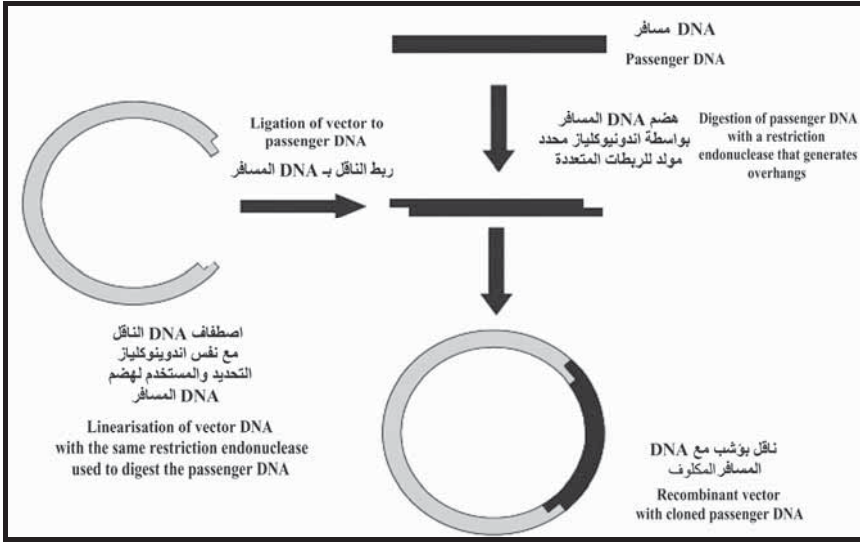 DNA مسافر
Passenger DNA
هضم DNA المسافر
بواسطة اندونيوكلياز محدد
مولد للربطات المتعددة
Digestion of passenger DNA
with a restriction
endonuclease that generates
overhangs
Ligation of vector to
passenger DNA
ربط الناقل بـ DNA المسافر
اصطفاف DNA الناقل
مع نفس اندوينوكلياز
التحديد والمستخدم لهضم
DNA المسافر
Linearisation of vector DNA
with the same restriction endonuclease
used to digest the passenger DNA
ناقل يؤشب مع DNA
المسافر المكلوف
Recombinant vector
with cloned passenger DNA